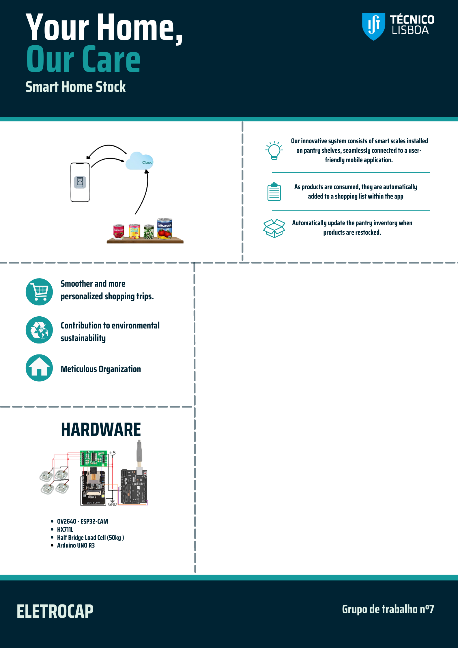 Your Home,
Our Care
Smart Home Stock
TÉCNICO
LISBOA
Cloud
Our innovative system consists of smart scales installed
on pantry shelves, seamlessly connected to a user-
friendly mobile application.
As products are consumed, they are automatically
added to a shopping list within the app
Automatically update the pantry inventory when
products are restocked.
Smoother and more
personalized shopping trips.
Contribution to environmental
sustainability
Meticulous Organization
HARDWARE
OV2640 - ESP32-CAM
HX711L
Half Bridge Load Cell (50kg )
Arduino UNO R3
ELETROCAP
Grupo de trabalho nº7